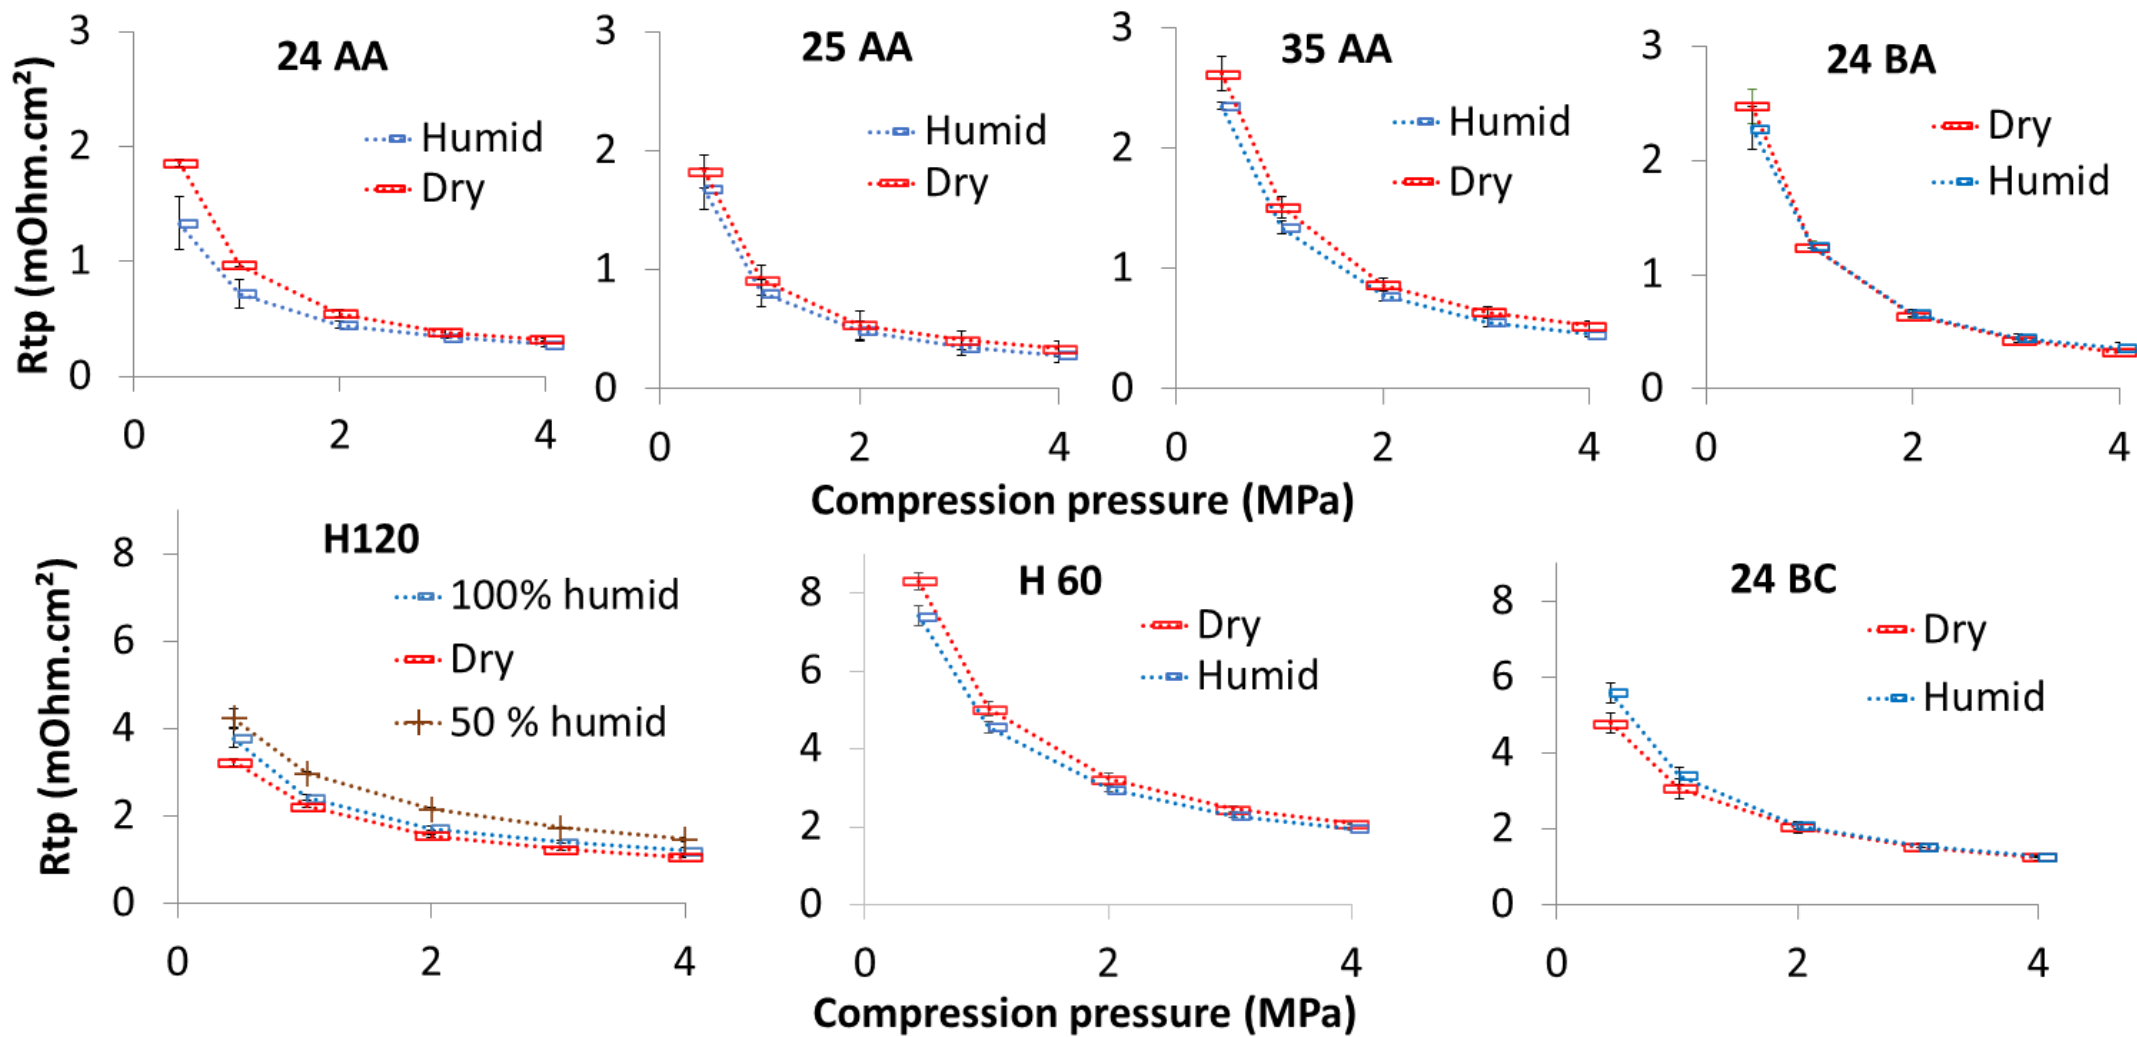 24 AA
3
2
1
0
Rtp (mOhm.cm²)
Humid
Dry
0 2 4
25 AA
3
2
1
0
Humid
Dry
0 2 4
35 AA
3
2
1
0
Humid
Dry
0 2 4
24 BA
3
2
1
0
Dry
Humid
0 2 4
Compression pressure (MPa)
H120
8
6
4
2
0
Rtp (mOhm.cm²)
100% humid
Dry
50 % humid
0 2 4
H 60
8
6
4
2
0
Dry
Humid
0 2 4
24 BC
8
6
4
2
0
Dry
Humid
0 2 4
Compression pressure (MPa)